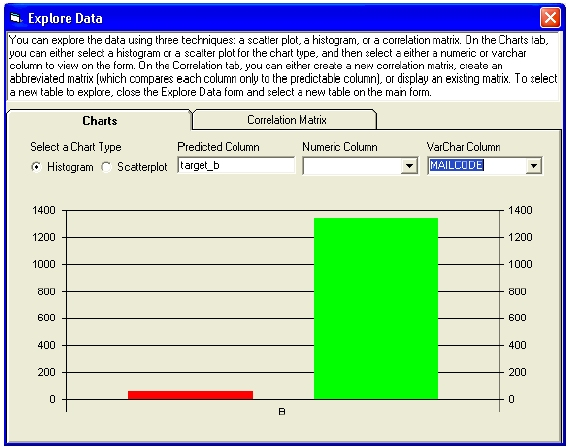 Explore Data
You can explore the data using three techniques: a scatter plot, a histogram, or a correlation matrix. On the Charts tab,
you can either select a histogram or a scatter plot for the chart type, and then select a either a numeric or varchar
column to view on the form. On the Correlation tab, you can either create a new correlation matrix, create an
abbreviated matrix (which compares each column only to the predictable column), or display an existing matrix. To select
a new table to explore, close the Explore Data form and select a new table on the main form.
Charts Correlation Matrix
Select a Chart Type Predicted Column Numeric Column VarChar Column
Histogram Scatterplot target_b MAILCODE
1400 1400
1200 1200
1000 1000
800 800
600 600
400 400
200 200
0 0
B